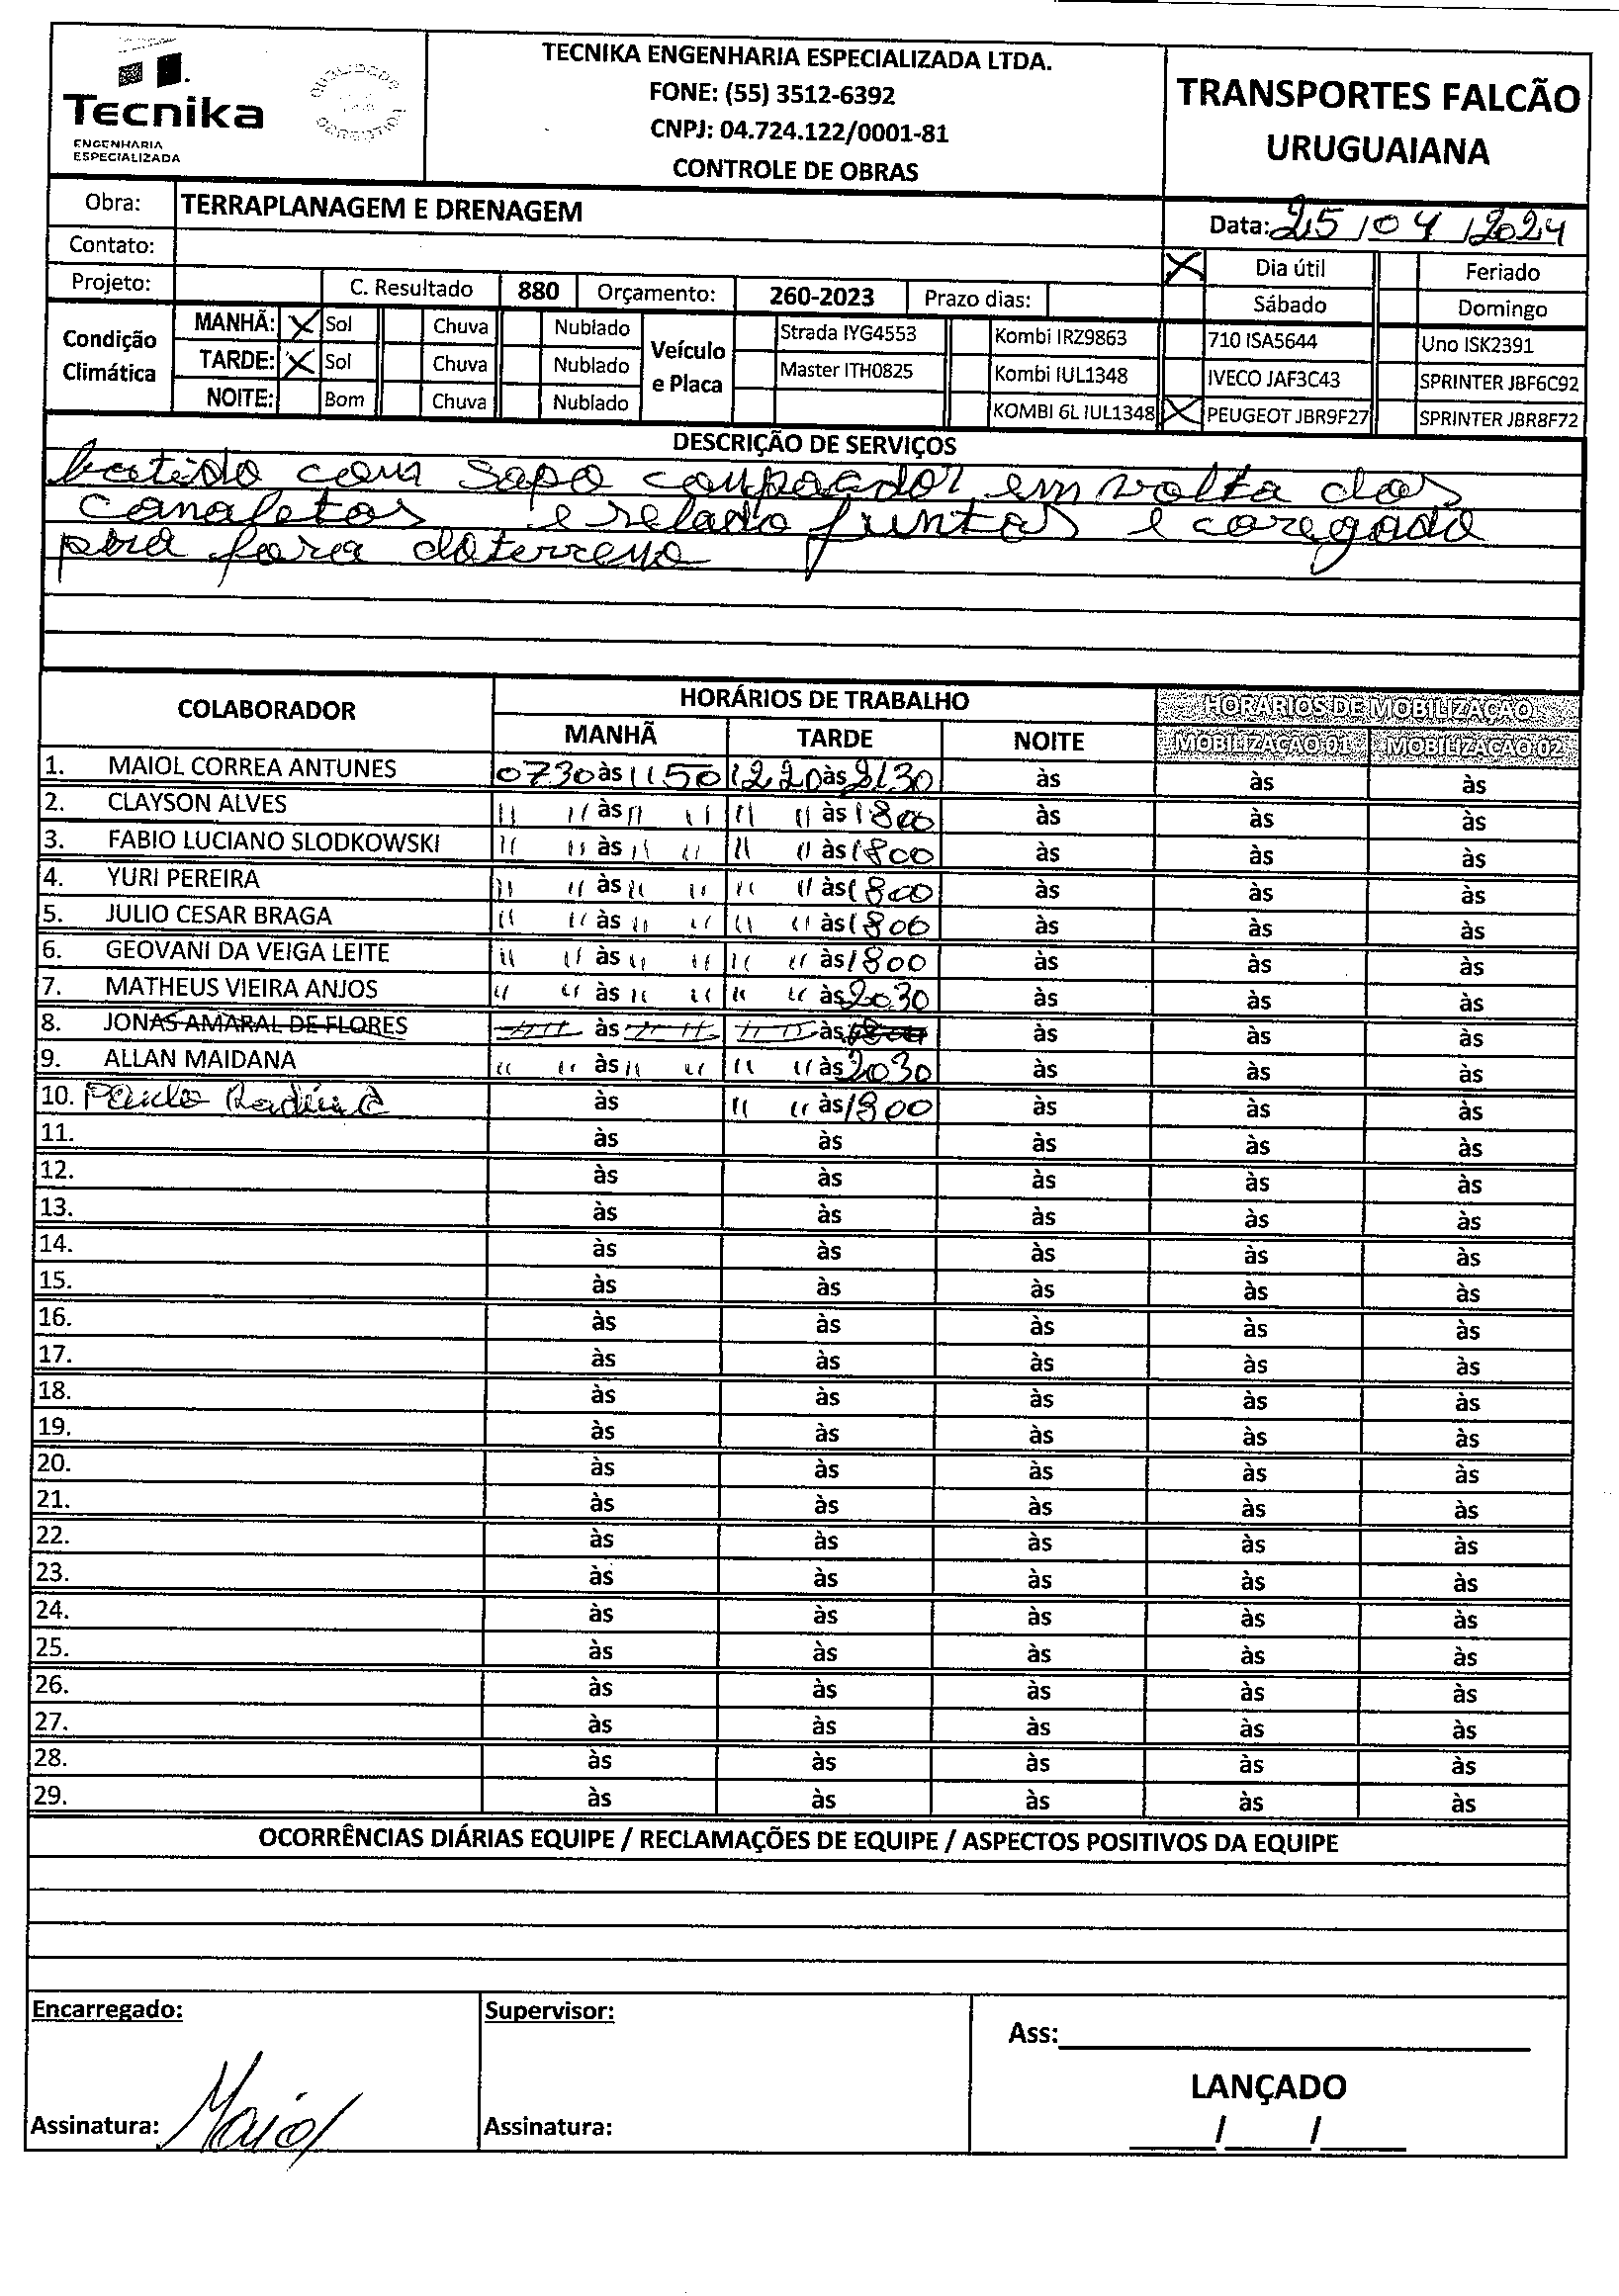 Tecnika
ENGENHARIA
ESPECIALIZADA
TECNIKA ENGENHARIA ESPECIALIZADA LTDA.
FONE: (55) 3512-6392
CNPJ: 04.724.122/0001-81
CONTROLE DE OBRAS
TRANSPORTES FALCÃO
URUGUAIANA
Obra: TERRAPLANAGEM E DRENAGEM
Data: 25/04/2024
Contato:
Dia útil Feriado
Projeto: C. Resultado 880 Orçamento: 260-2023 Prazo dias:
Sábado Domingo
Condição Climática
MANHÃ: X Sol Chuva Nublado
TARDE: X Sol Chuva Nublado
NOITE: Bom Chuva Nublado
Veículo e Placa
Strada IYG4553 Kombi IRZ9863 710 ISA5644 Uno ISK2391
Master ITH0825 Kombi IUL1348 IVECO JAF3C43 SPRINTER JBF6C92
KOMBI 6L IUL1348 X PEUGEOT JBR9F27 SPRINTER JBR8F72
DESCRIÇÃO DE SERVIÇOS
batido com sapo em volta das
canaletas juntas e coregado
pora fora do terreno
COLABORADOR HORÁRIOS DE TRABALHO HORÁRIOS DE MOBILIZAÇÃO
MANHÃ TARDE NOITE MOBILIZAÇÃO 01 MOBILIZAÇÃO 02
1. MAIOL CORREA ANTUNES 0730 às 1150 1220 às 2130 às às às
2. CLAYSON ALVES " " às " " " " às 1800 às às às
3. FABIO LUCIANO SLODKOWSKI " " às " " " " às 1800 às às às
4. YURI PEREIRA " " às " " " " às 1800 às às às
5. JULIO CESAR BRAGA " " às " " " " às 1800 às às às
6. GEOVANI DA VEIGA LEITE " " às " " " " às 1800 às às às
7. MATHEUS VIEIRA ANJOS " " às " " " " às 2030 às às às
8. JONAS AMARAL DE FLORES " " às " " " " às às às às
9. ALLAN MAIDANA " " às " " " " às 2030 às às às
10. Paulo às " " às 1800 às às às
11. às às às às às
12. às às às às às
13. às às às às às
14. às às às às às
15. às às às às às
16. às às às às às
17. às às às às às
18. às às às às às
19. às às às às às
20. às às às às às
21. às às às às às
22. às às às às às
23. às às às às às
24. às às às às às
25. às às às às às
26. às às às às às
27. às às às às às
28. às às às às às
29. às às às às às
OCORRÊNCIAS DIÁRIAS EQUIPE / RECLAMAÇÕES DE EQUIPE / ASPECTOS POSITIVOS DA EQUIPE
Encarregado: Supervisor:
Ass:
LANÇADO
Assinatura: Maiol Assinatura:
/ /